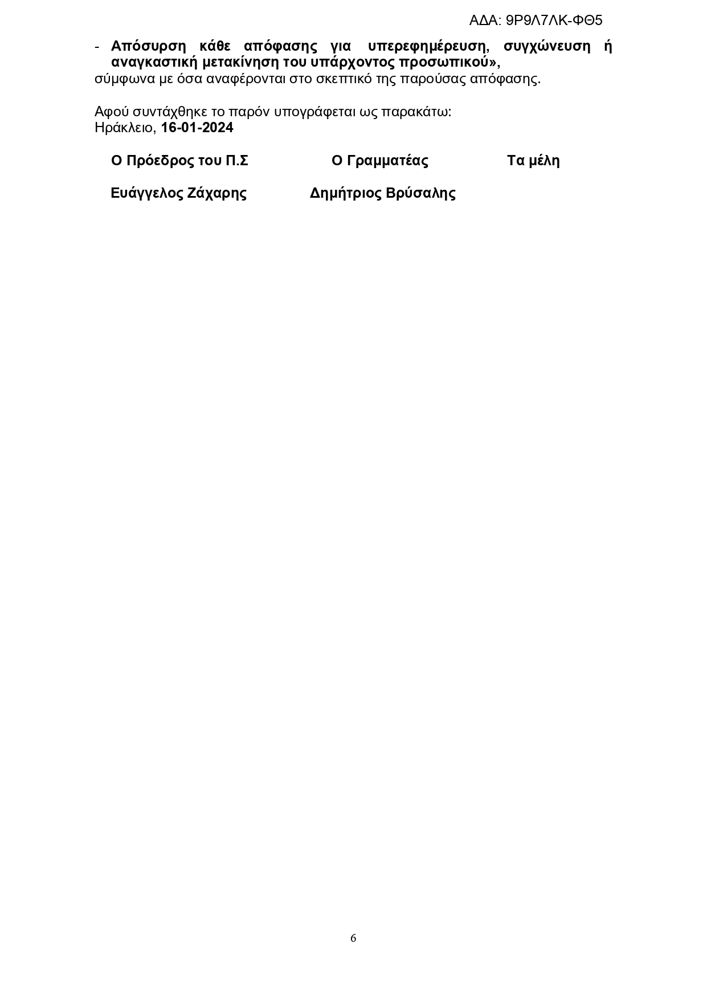 ΑΔΑ: 9Ρ9Λ7ΛΚ-ΦΘ5
- Απόσυρση κάθε απόφασης για υπερεφημέρευση, συγχώνευση ή
αναγκαστική μετακίνηση του υπάρχοντος προσωπικού»,
σύμφωνα με όσα αναφέρονται στο σκεπτικό της παρούσας απόφασης.
Αφού συντάχθηκε το παρόν υπογράφεται ως παρακάτω:
Ηράκλειο, 16-01-2024
Ο Πρόεδρος του Π.Σ Ο Γραμματέας Τα μέλη
Ευάγγελος Ζάχαρης Δημήτριος Βρύσαλης
6